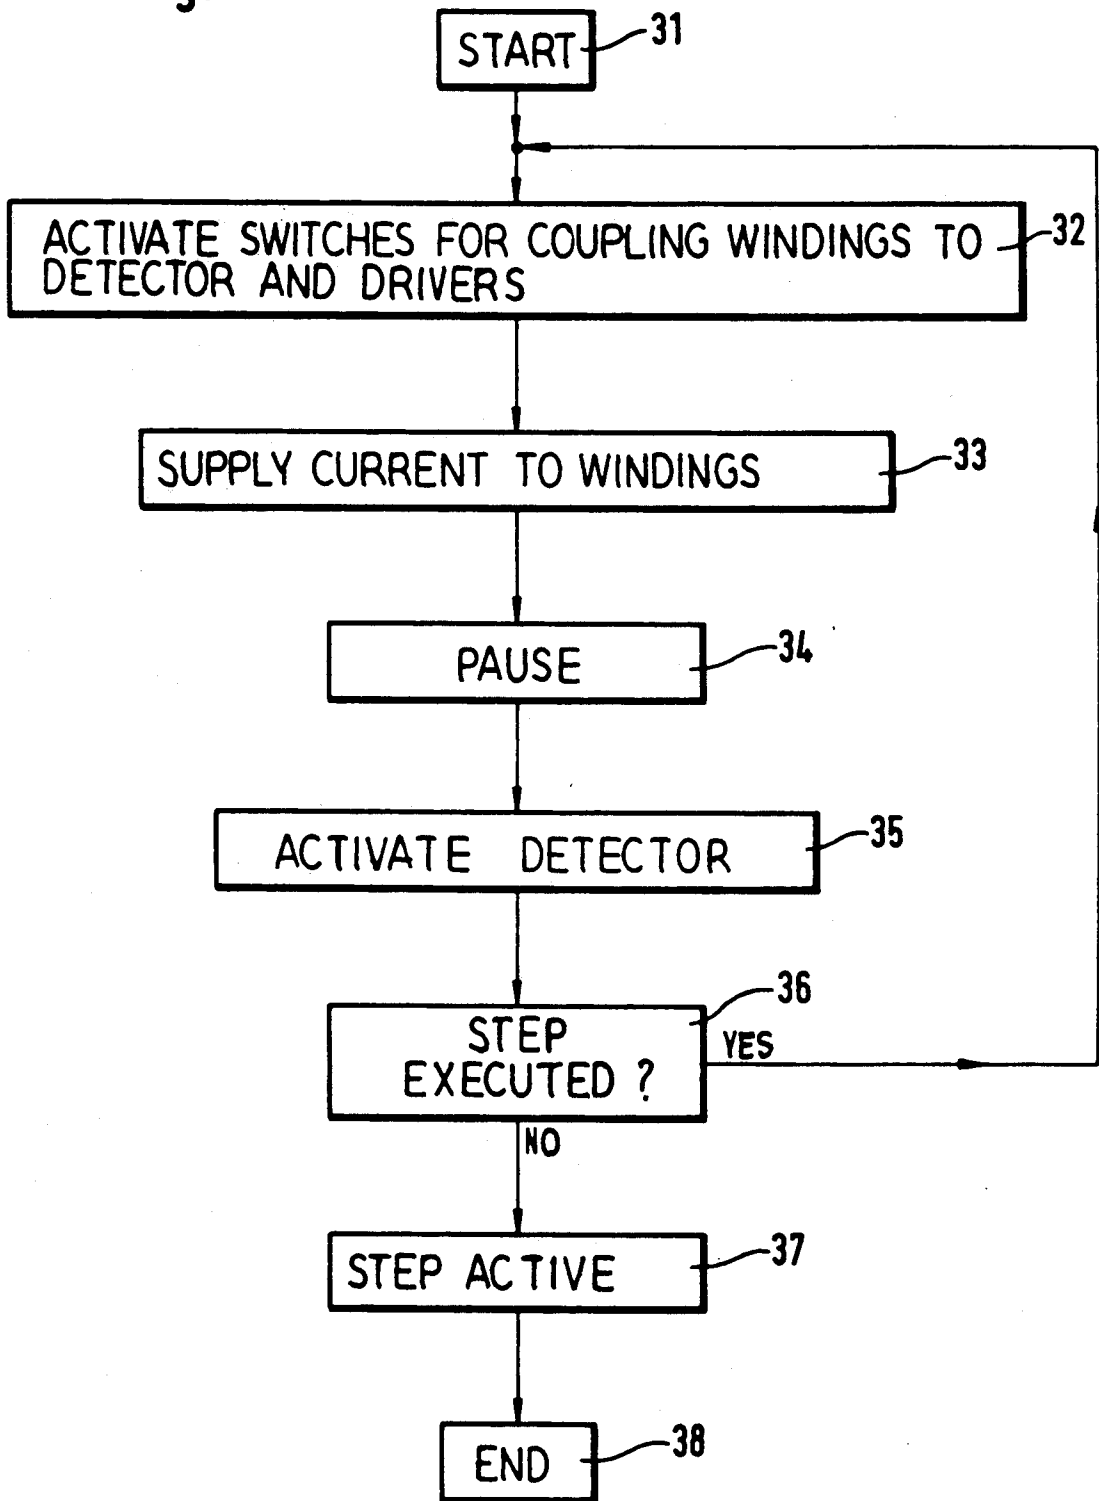 START
31
ACTIVATE SWITCHES FOR COUPLING WINDINGS TO
DETECTOR AND DRIVERS
32
SUPPLY CURRENT TO WINDINGS
33
PAUSE
34
ACTIVATE DETECTOR
35
STEP
EXECUTED ?
36
YES
NO
STEP ACTIVE
37
END
38